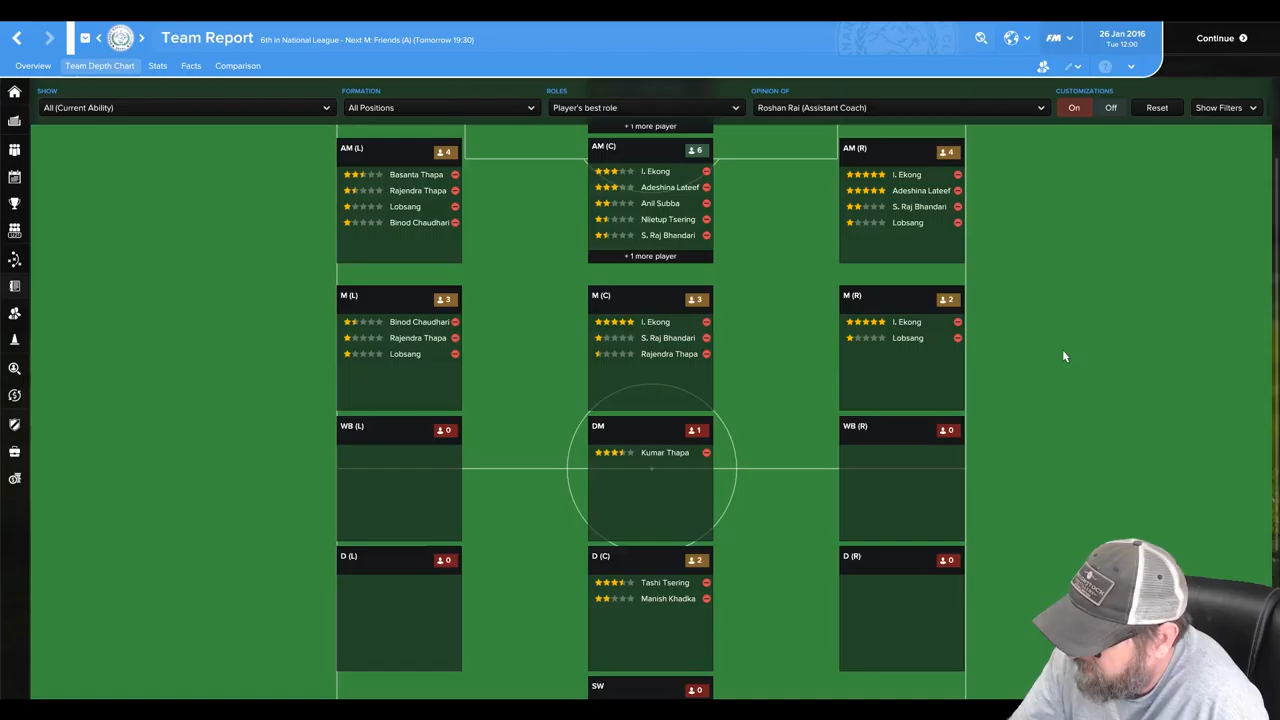 Team Report
6th in National League - Next M: Friends (A) (Tomorrow 19:30)
FM
26 Jan 2016
Tue 12:00
Continue
Overview
Team Depth Chart
Stats
Facts
Comparison
SHOW
FORMATION
ROLES
OPINION OF
CUSTOMIZATIONS
All (Current Ability)
All Positions
Player's best role
Roshan Rai (Assistant Coach)
On
Off
Reset
Show Filters
+ 1 more player
AM (L)
4
Basanta Thapa
Rajendra Thapa
Lobsang
Binod Chaudhari
AM (C)
6
I. Ekong
Adeshina Lateef
Anil Subba
Nlietup Tsering
S. Raj Bhandari
+ 1 more player
AM (R)
4
I. Ekong
Adeshina Lateef
S. Raj Bhandari
Lobsang
M (L)
3
Binod Chaudhari
Rajendra Thapa
Lobsang
M (C)
3
I. Ekong
S. Raj Bhandari
Rajendra Thapa
M (R)
2
I. Ekong
Lobsang
WB (L)
0
DM
1
Kumar Thapa
WB (R)
0
D (L)
0
D (C)
2
Tashi Tsering
Manish Khadka
D (R)
0
SW
0